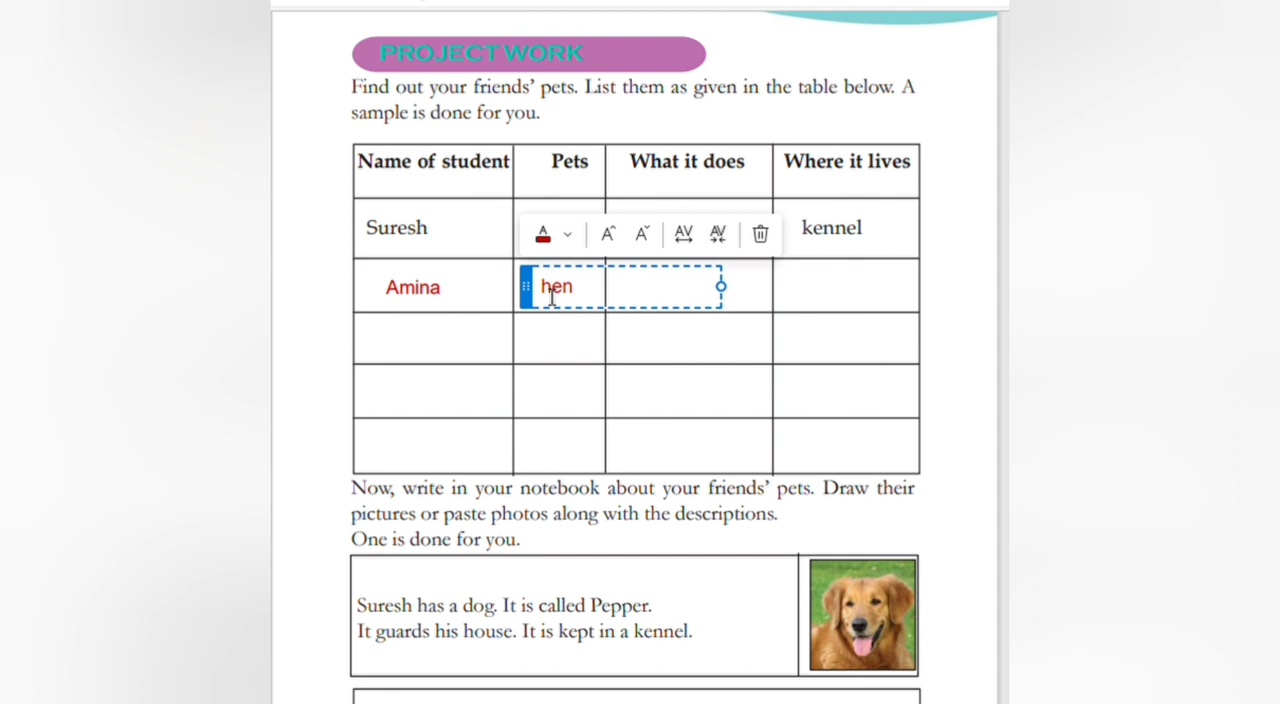 PROJECT WORK
Find out your friends’ pets. List them as given in the table below. A
sample is done for you.
Name of student Pets What it does Where it lives
Suresh kennel
Amina hen
Now, write in your notebook about your friends’ pets. Draw their
pictures or paste photos along with the descriptions.
One is done for you.
Suresh has a dog. It is called Pepper.
It guards his house. It is kept in a kennel.